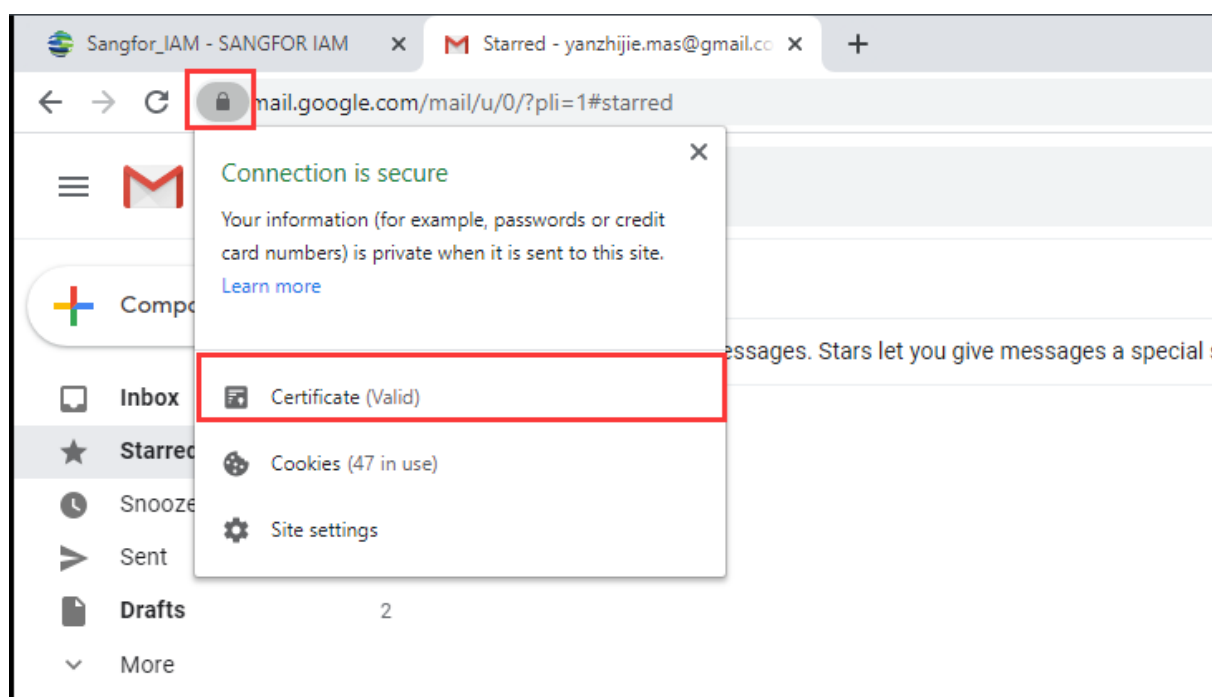 Sangfor_IAM - SANGFOR IAM
Starred - yanzhijie.mas@gmail.co
mail.google.com/mail/u/0/?pli=1#starred
Connection is secure
Your information (for example, passwords or credit
card numbers) is private when it is sent to this site.
Learn more
Compo
essages. Stars let you give messages a special
Inbox
Certificate (Valid)
Starred
Cookies (47 in use)
Snooze
Site settings
Sent
Drafts
2
More